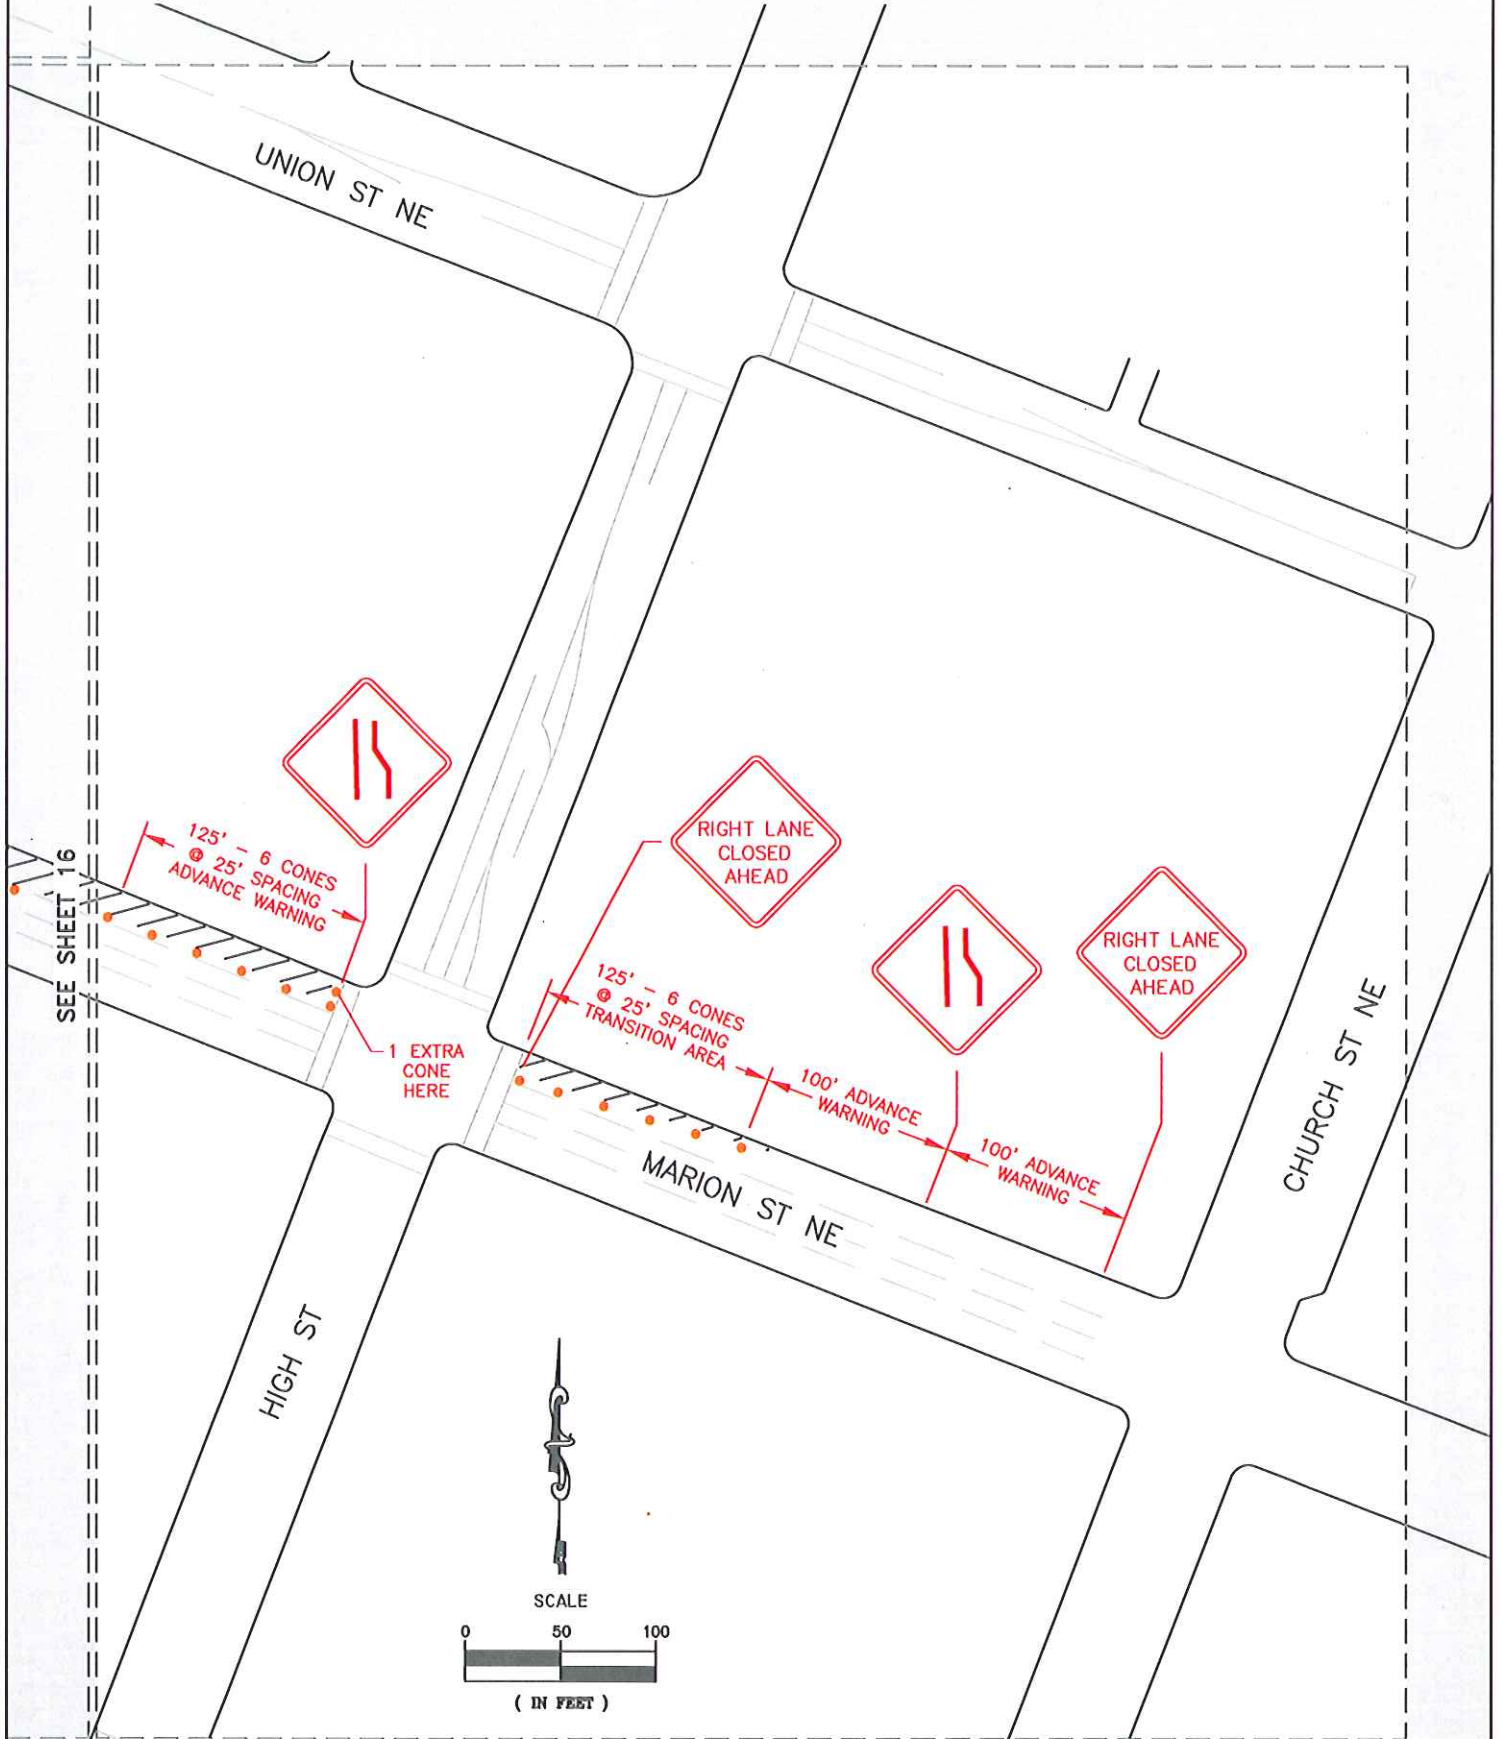 UNION ST NE
RIGHT LANE
CLOSED
AHEAD
125' - 6 CONES
@ 25' SPACING
ADVANCE WARNING
SEE SHEET 16
RIGHT LANE
CLOSED
AHEAD
125' - 6 CONES
@ 25' SPACING
TRANSITION AREA
1 EXTRA
CONE
HERE
100' ADVANCE
WARNING
100' ADVANCE
WARNING
CHURCH ST NE
MARION ST NE
HIGH ST
SCALE
0 50 100
( IN FEET )